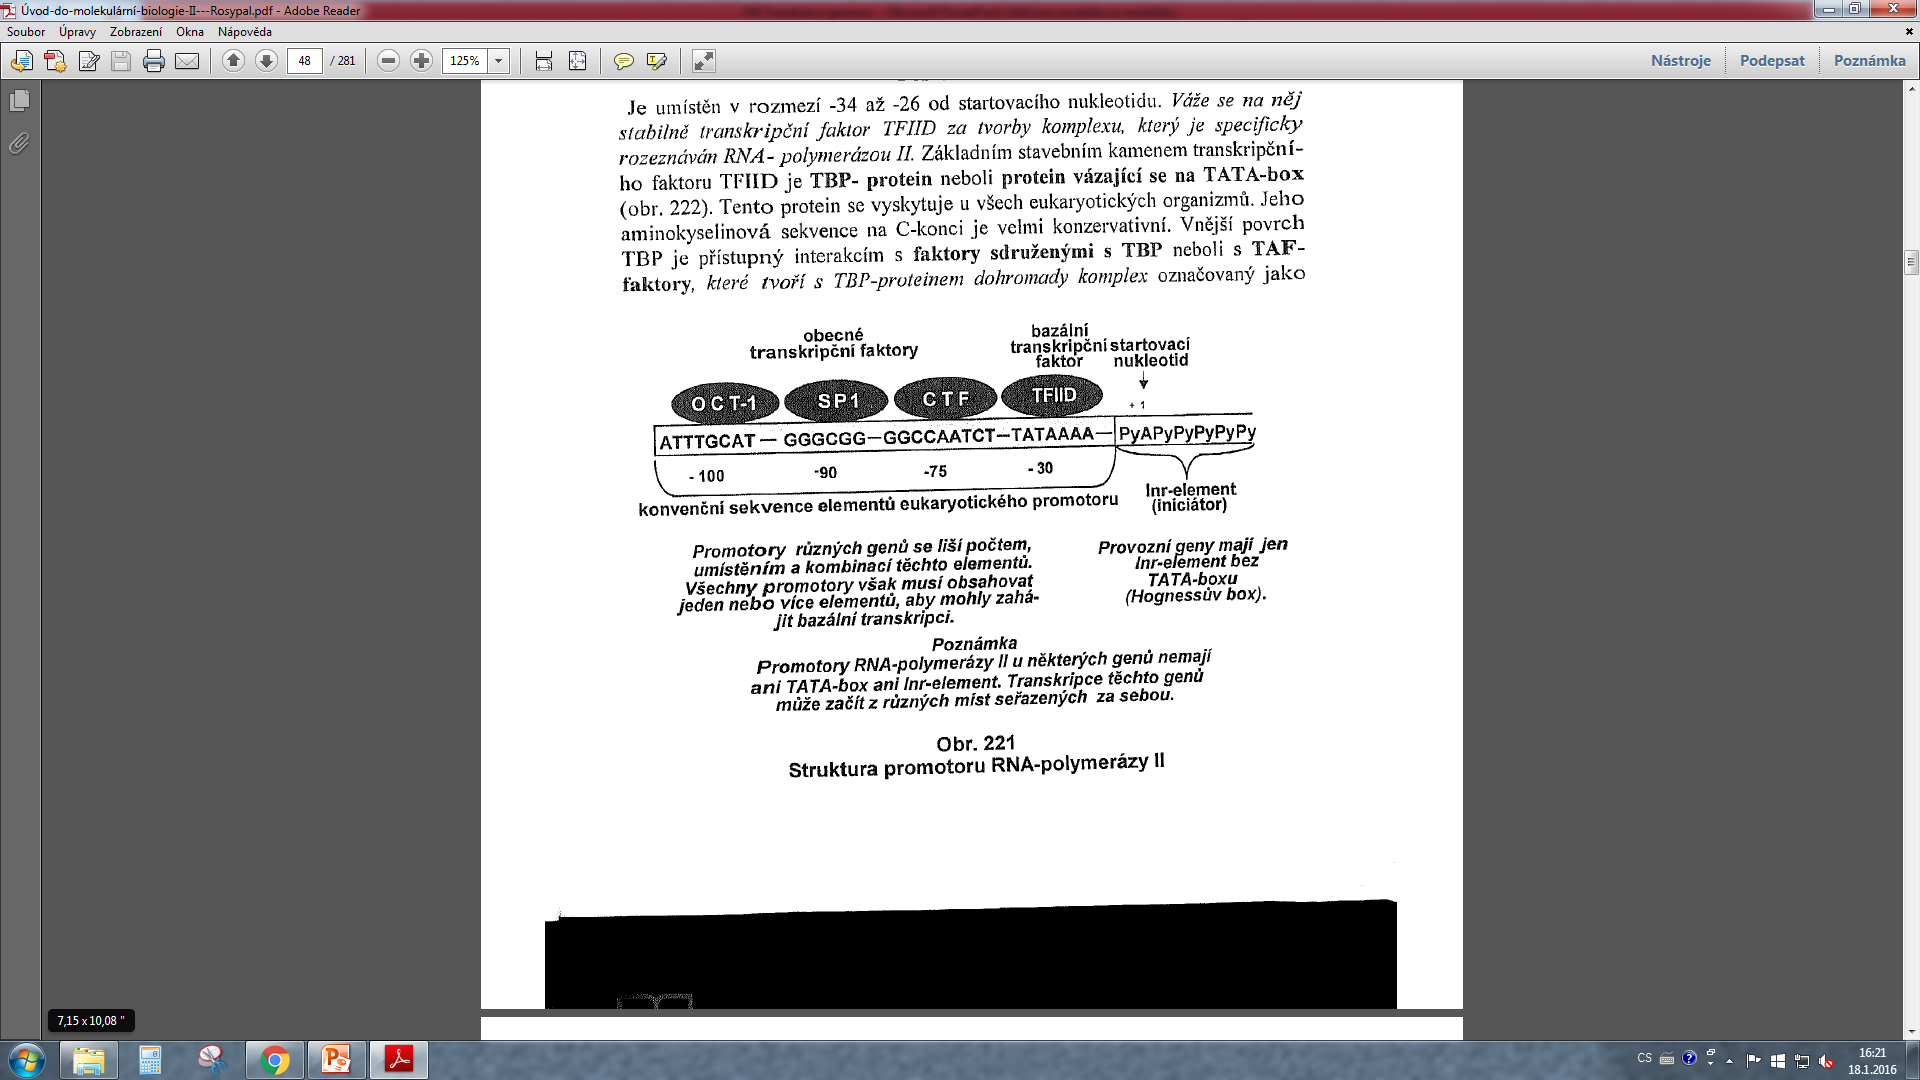 Úvod-do-molekulární-biologie-II---Rosypal.pdf - Adobe Reader
Soubor Úpravy Zobrazení Okna Nápověda
48 / 281 125% Nástroje Podepsat Poznámka
Je umístěn v rozmezí -34 až -26 od startovacího nukleotidu. Váže se na něj
stabilně transkripční faktor TFIID za tvorby komplexu, který je specificky
rozeznáván RNA- polymerázou II. Základním stavebním kamenem transkripční-
ho faktoru TFIID je TBP- protein neboli protein vázající se na TATA-box
(obr. 222). Tento protein se vyskytuje u všech eukaryotických organizmů. Jeho
aminokyselinová sekvence na C-konci je velmi konzervativní. Vnější povrch
TBP je přístupný interakcím s faktory sdruženými s TBP neboli s TAF-
faktory, které tvoří s TBP-proteinem dohromady komplex označovaný jako
obecné
transkripční faktory
bazální
transkripční
faktor
startovací
nukleotid
OCT-1 SP1 CTF TFIID + 1
ATTTGCAT — GGGCGG—GGCCAATCT—TATAAAA— PyAPyPyPyPyPy
- 100 -90 -75 - 30
konvenční sekvence elementů eukaryotického promotoru
Inr-element
(iniciátor)
Promotory různých genů se liší počtem,
umístěním a kombinací těchto elementů.
Všechny promotory však musí obsahovat
jeden nebo více elementů, aby mohly zahá-
jit bazální transkripci.
Provozní geny mají jen
Inr-element bez
TATA-boxu
(Hognessův box).
Poznámka
Promotory RNA-polymerázy II u některých genů nemají
ani TATA-box ani Inr-element. Transkripce těchto genů
může začít z různých míst seřazených za sebou.
Obr. 221
Struktura promotoru RNA-polymerázy II
7,15 x 10,08 "
CS
16:21
18.1.2016